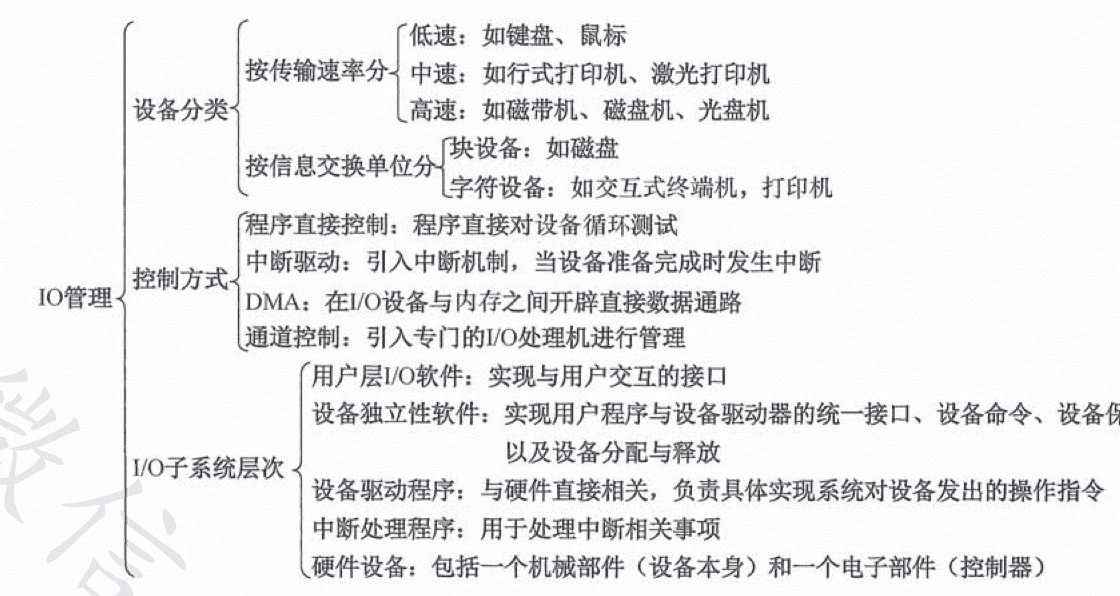 低速：如键盘、鼠标
按传输速率分
中速：如行式打印机、激光打印机
高速：如磁带机、磁盘机、光盘机
设备分类
块设备：如磁盘
按信息交换单位分
字符设备：如交互式终端机，打印机
程序直接控制：程序直接对设备循环测试
中断驱动：引入中断机制，当设备准备完成时发生中断
控制方式
IO管理
DMA：在I/O设备与内存之间开辟直接数据通路
通道控制：引入专门的I/O处理机进行管理
用户层I/O软件：实现与用户交互的接口
设备独立性软件：实现用户程序与设备驱动器的统一接口、设备命令、设备
以及设备分配与释放
I/O子系统层次
设备驱动程序：与硬件直接相关，负责具体实现系统对设备发出的操作指令
中断处理程序：用于处理中断相关事项
硬件设备：包括一个机械部件（设备本身）和一个电子部件（控制器）
微信